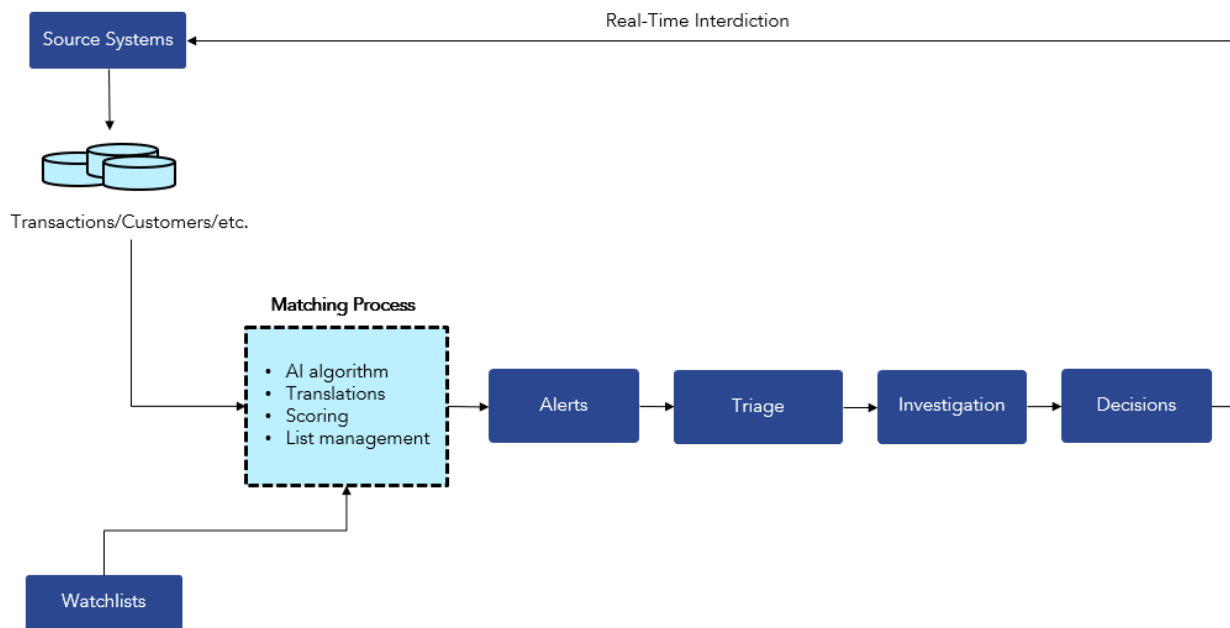 Real-Time Interdiction
Source Systems
Transactions/Customers/etc.
Matching Process
• AI algorithm
• Translations
• Scoring
• List management
Alerts
Triage
Investigation
Decisions
Watchlists